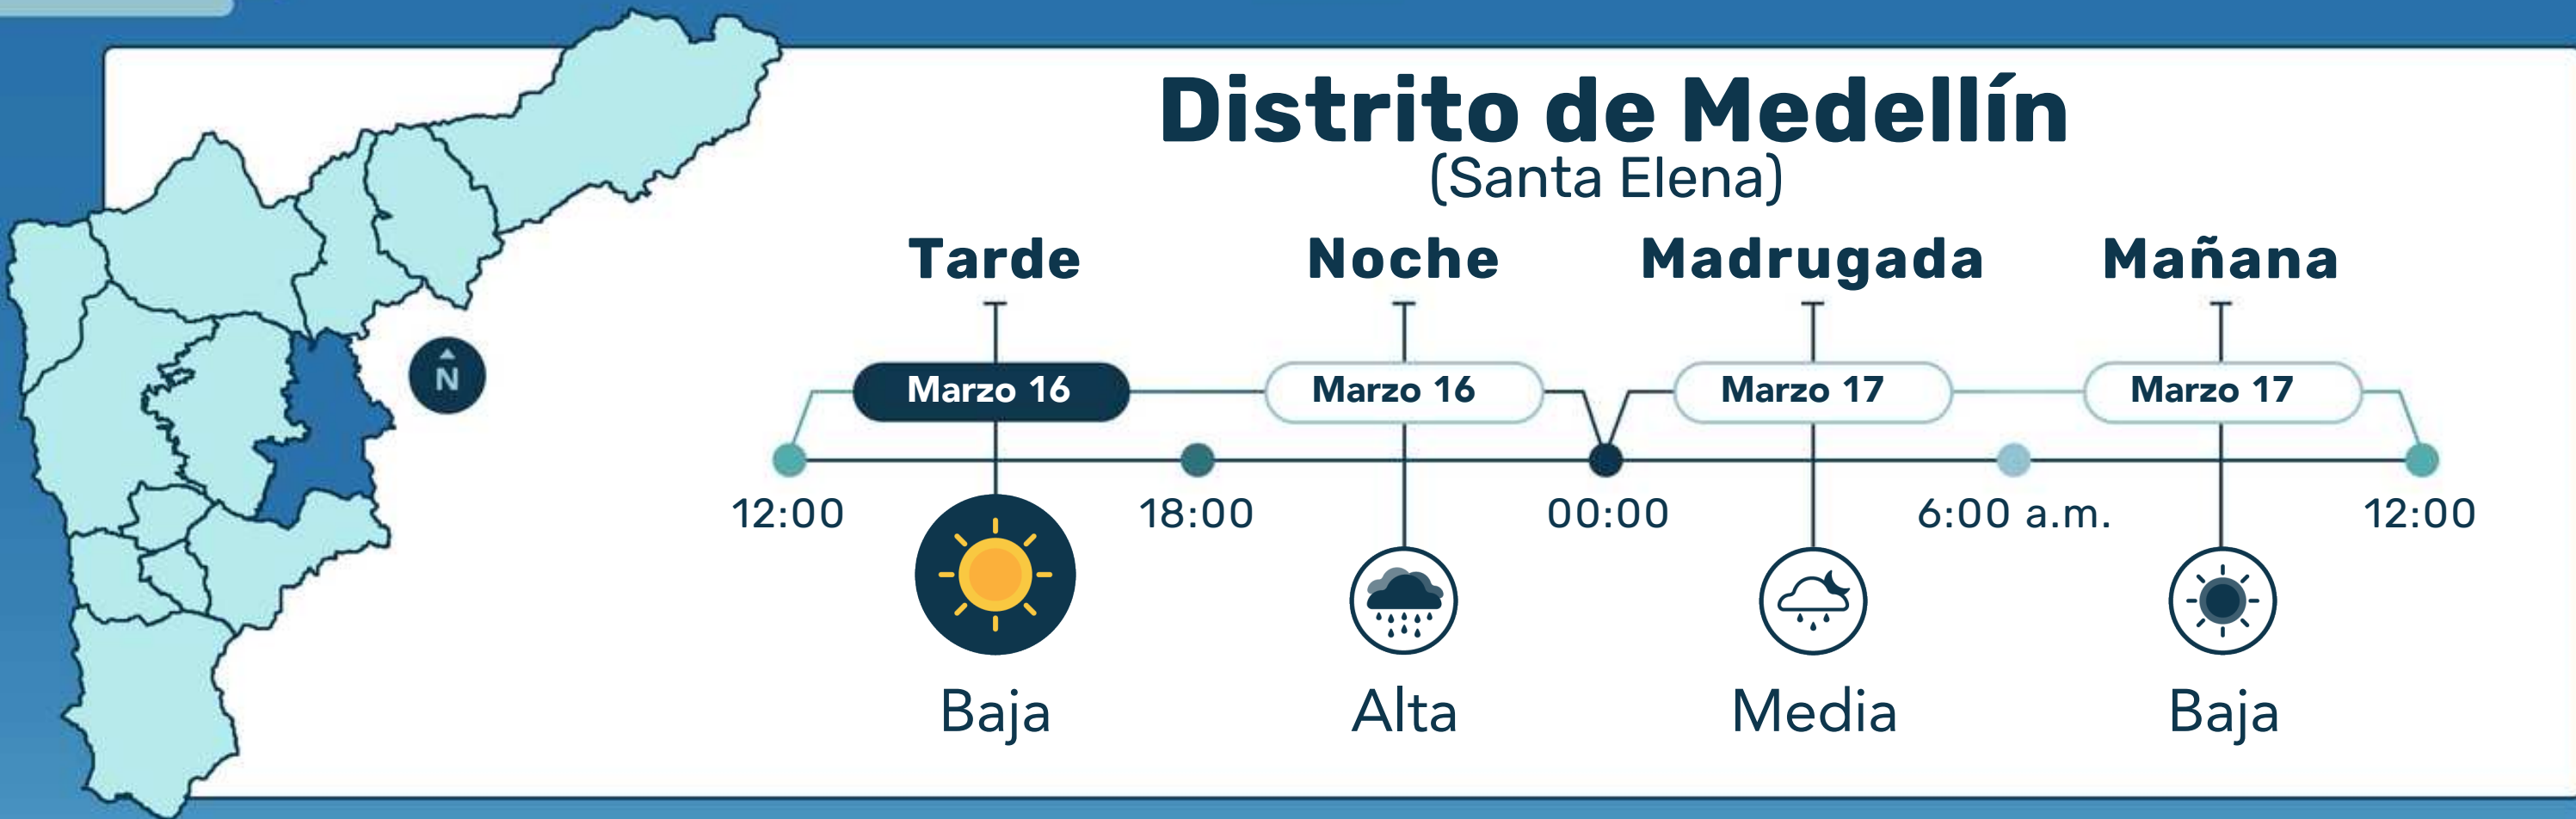 Distrito de Medellín
(Santa Elena)
Tarde Noche Madrugada Mañana
N
Marzo 16 Marzo 16 Marzo 17 Marzo 17
12:00 18:00 00:00 6:00 a.m. 12:00
Baja Alta Media Baja